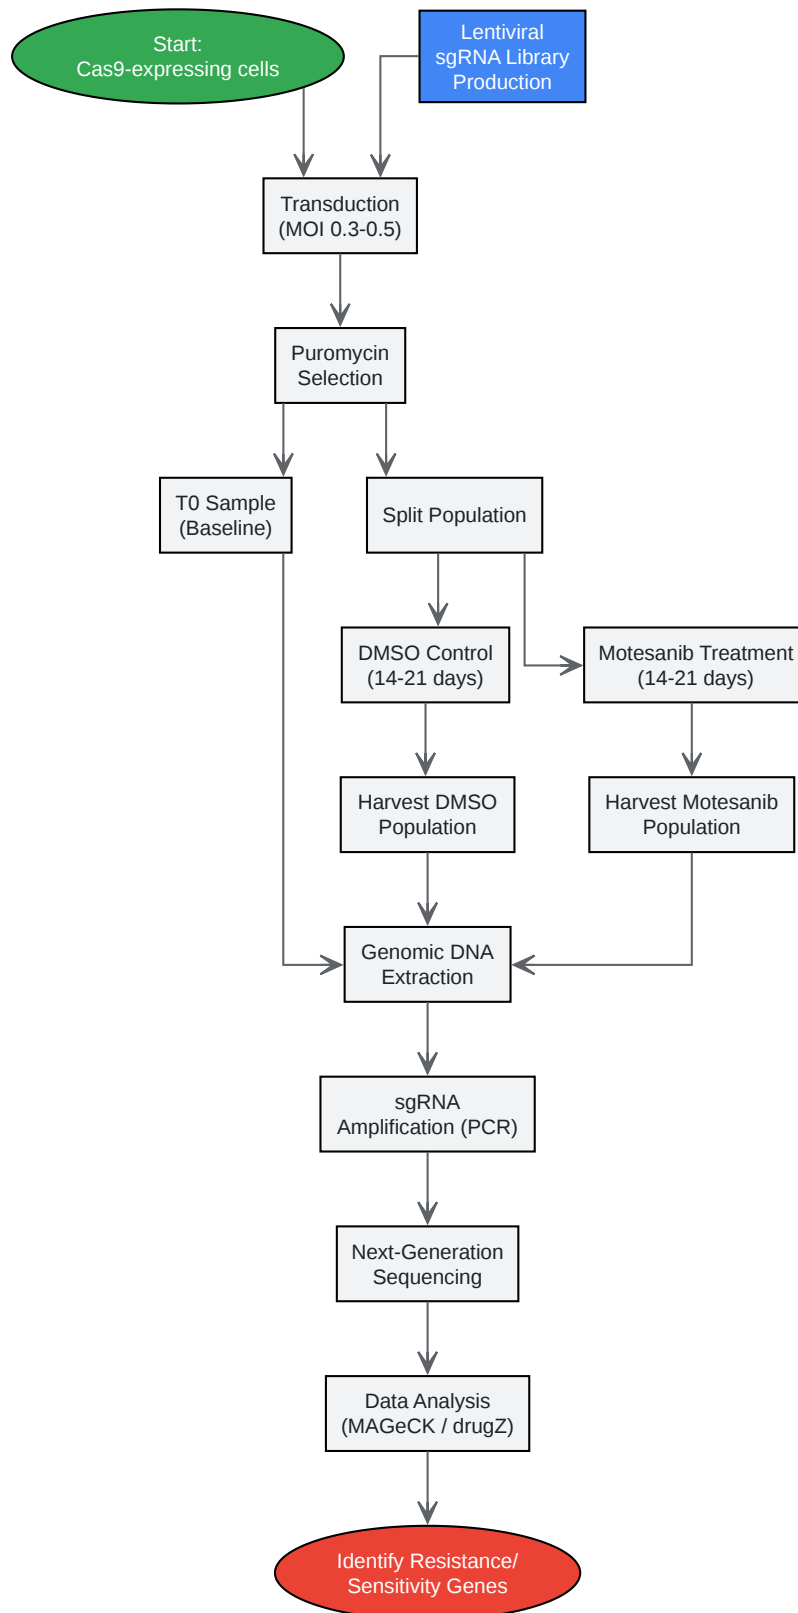 Start:
Cas9-expressing cells
Lentiviral
sgRNA Library
Production
Transduction
(MOI 0.3-0.5)
Puromycin
Selection
T0 Sample
(Baseline)
Split Population
DMSO Control
(14-21 days)
Motesanib Treatment
(14-21 days)
Harvest DMSO
Population
Harvest Motesanib
Population
Genomic DNA
Extraction
sgRNA
Amplification (PCR)
Next-Generation
Sequencing
Data Analysis
(MAGeCK / drugZ)
Identify Resistance/
Sensitivity Genes